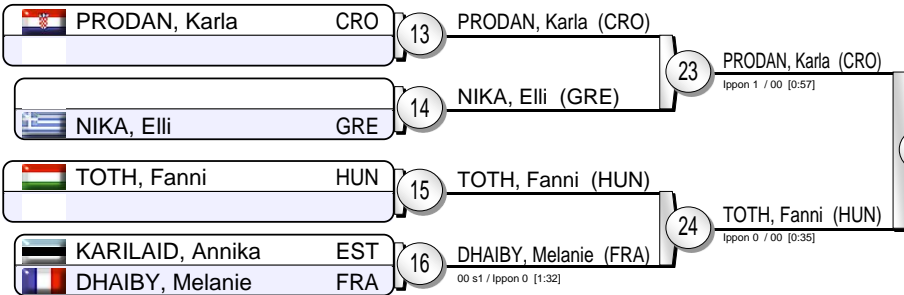 PRODAN, Karla CRO
13
PRODAN, Karla (CRO)
23
PRODAN, Karla (CRO)
Ippon 1 / 00 [0:57]
14
NIKA, Elli (GRE)
NIKA, Elli GRE
TOTH, Fanni HUN
15
TOTH, Fanni (HUN)
24
TOTH, Fanni (HUN)
Ippon 0 / 00 [0:35]
KARILAID, Annika EST
16
DHAIBY, Melanie (FRA)
00 s1 / Ippon 0 [1:32]
DHAIBY, Melanie FRA